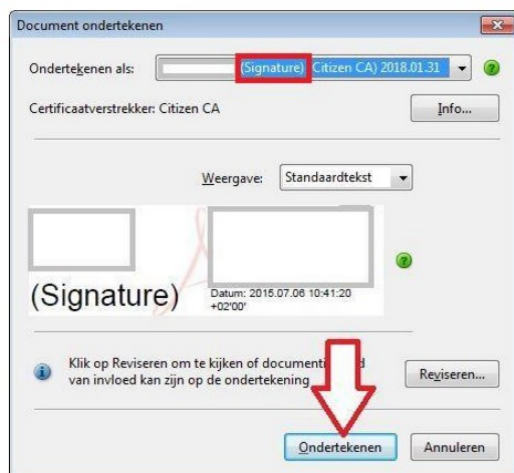 Document ondertekenen
Ondertekenen als: (Signature) (Citizen CA) 2018.01.31
Certificaatverstrekker: Citizen CA Info...
Weergave: Standaardtekst
(Signature) Datum: 2015.07.06 10:41:20
+02'00'
Klik op Reviseren om te kijken of documenti d
van invloed kan zijn op de ondertekening Reviseren...
Ondertekenen Annuleren